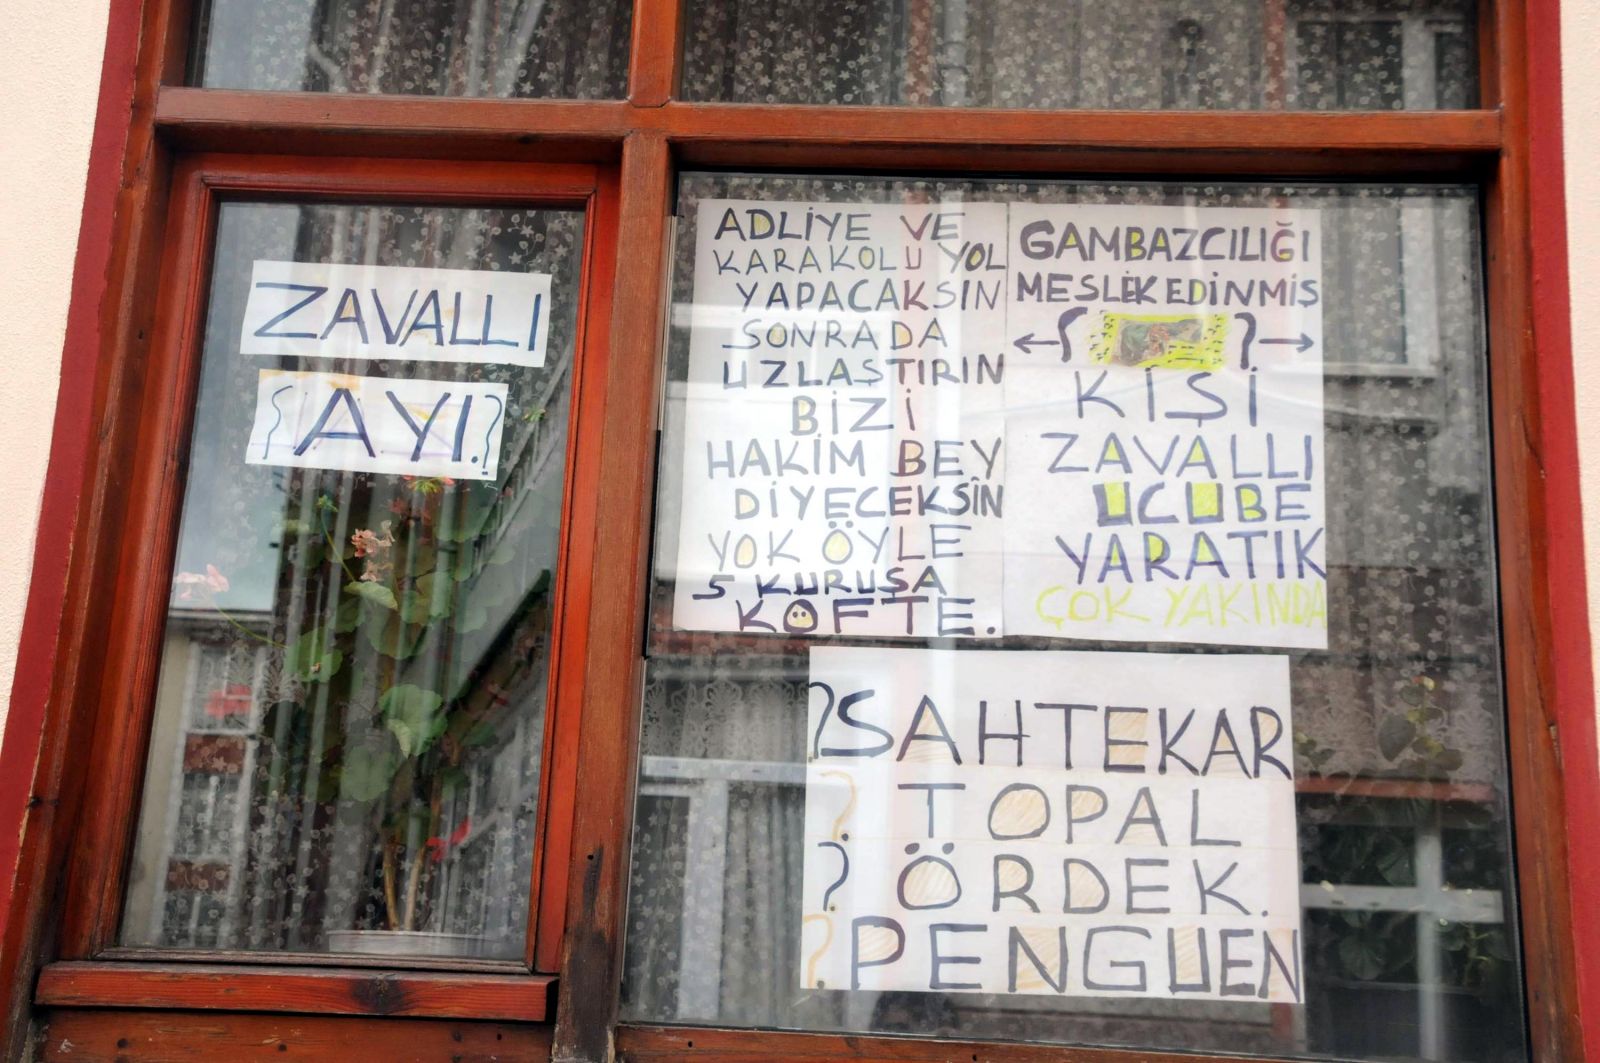 ZAVALLI
AYI.
ADLİYE VE
KARAKOLU YOL
YAPACAKSIN
SONRADA
UZLAŞTIRIN
BİZİ
HAKİM BEY
DİYECEKSİN
YOK ÖYLE
5 KURUŞA
KÖFTE.
GAMBAZCILIĞI
MESLEK EDİNMİŞ
KİŞİ
ZAVALLI
UCUBE
YARATIK
ÇOK YAKINDA
?SAHTEKAR
? TOPAL
? ÖRDEK.
? PENGUEN